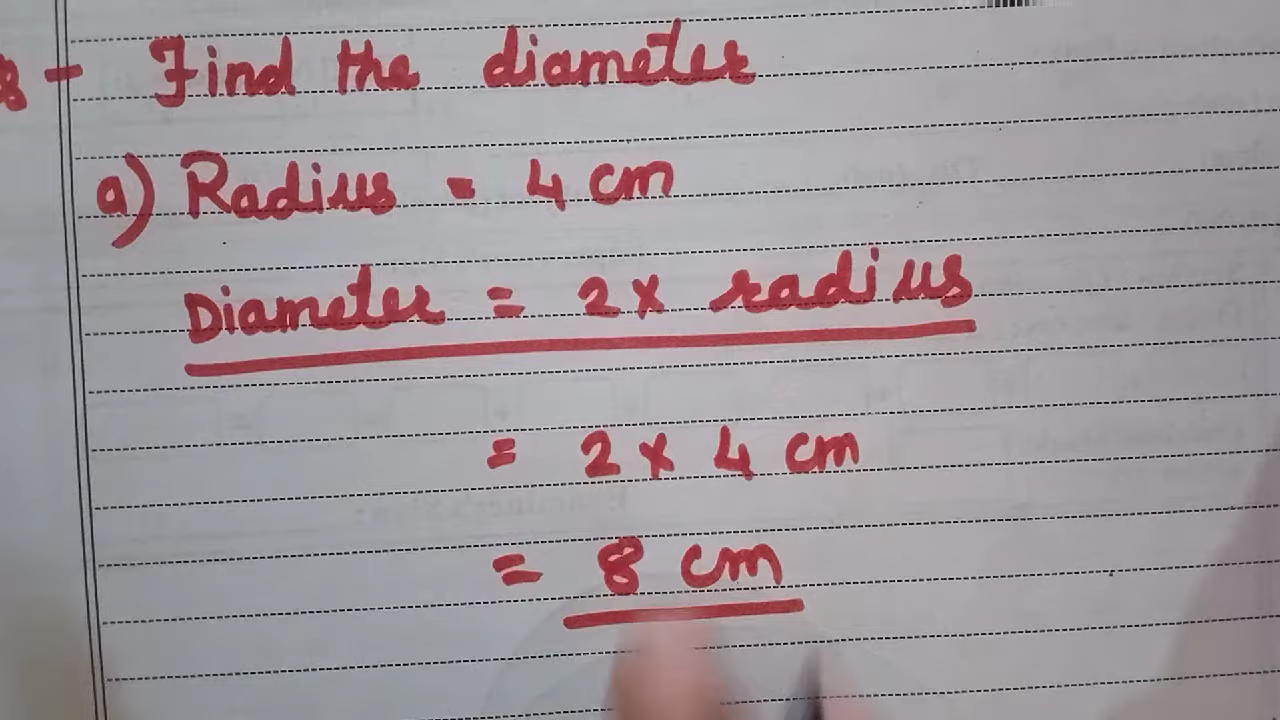 - Find the diameter
a) Radius = 4 cm
Diameter = 2 x radius
= 2 x 4 cm
= 8 cm